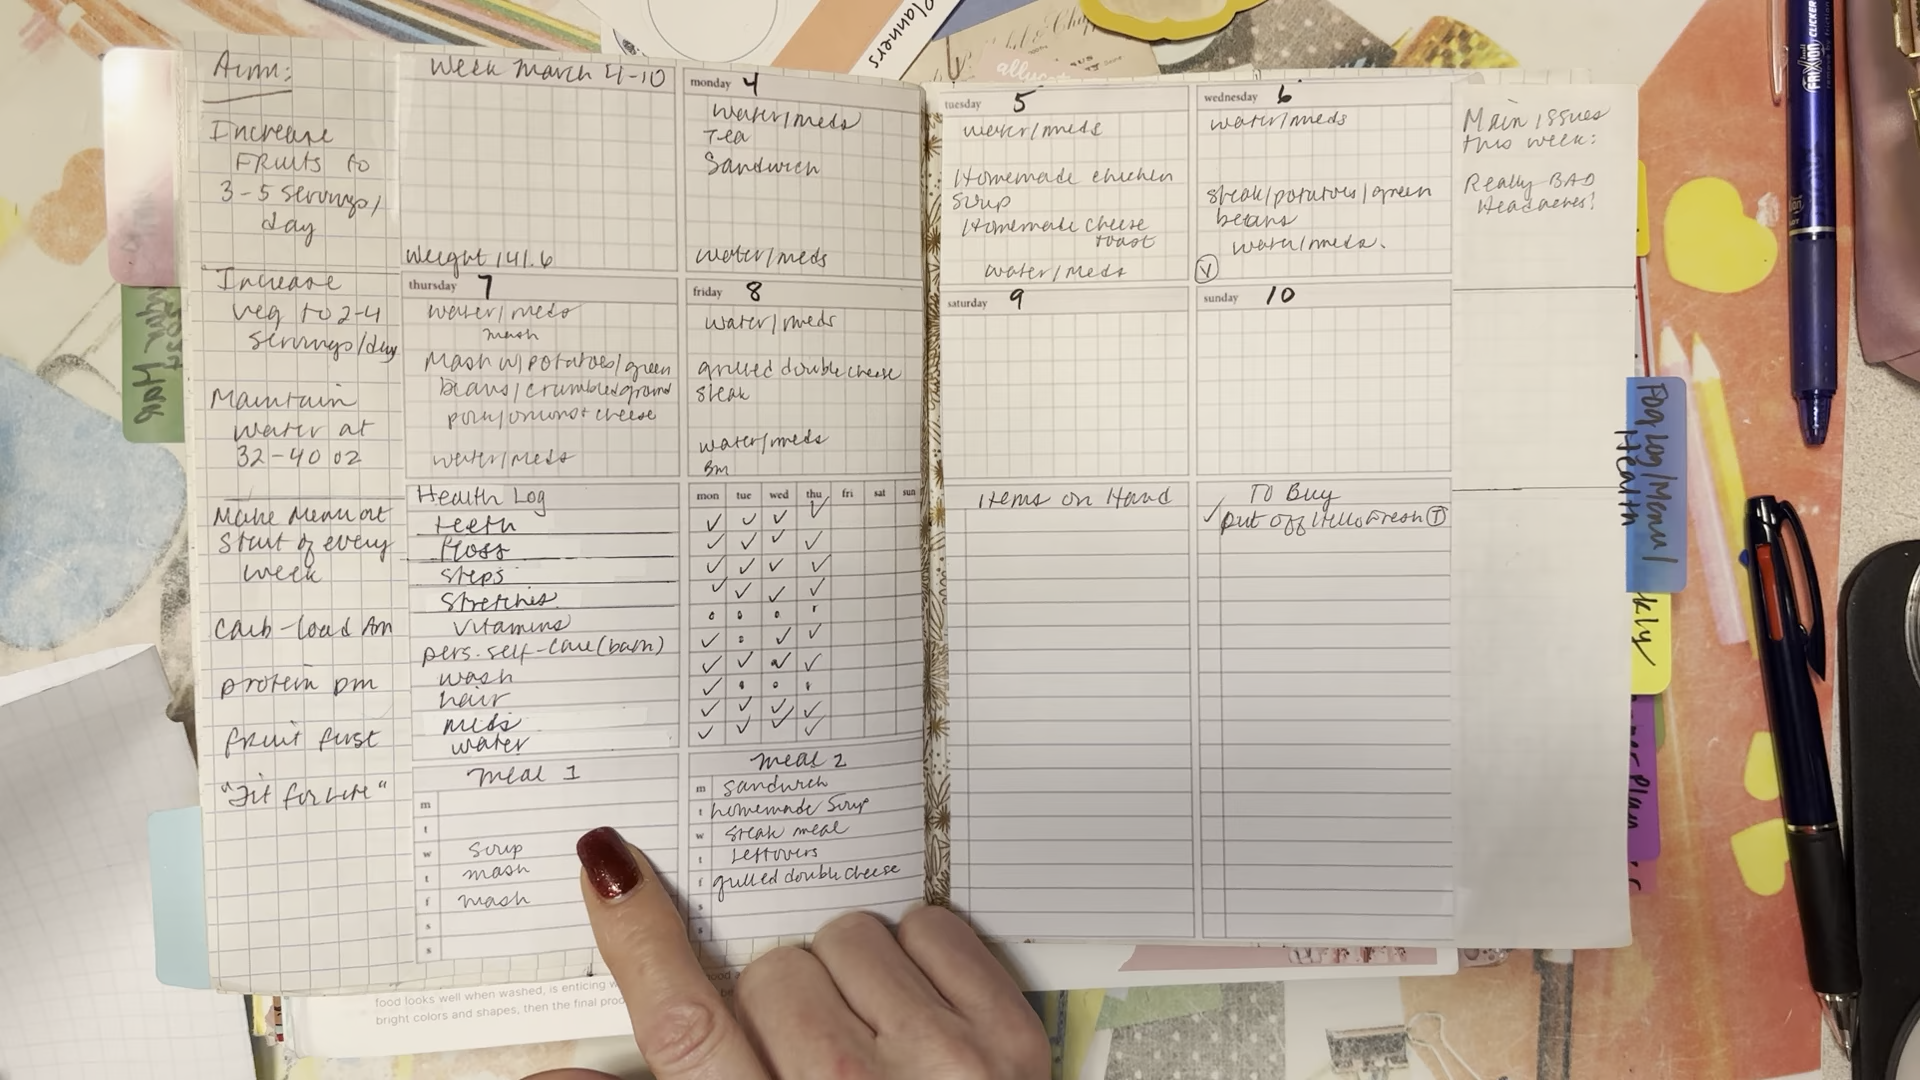 Planners
Aim:
Increase
Fruits to
3-5 servings/
day
Increase
veg to 2-4
servings/day
Maintain
water at
32-40 oz
Make Menu at
start of every
week
carb-load Am
protein pm
fruit first
"Fit for Life"
Week March 4-10
Weight 141.6
monday 4
water/meds
Tea
Sandwich
water/meds
tuesday 5
water/meds
Homemade chicken
soup
Homemade cheese
toast
water/meds
wednesday 6
water/meds
steak/potatoes/green
beans
water/meds.
V
Main issues
this week:
Really BAD
Headaches!
thursday 7
water/meds
mash
Mash w/potatoes/green
beans/crumbled ground
pork/onions + cheese
water/meds
friday 8
water/meds
grilled double cheese
steak
water/meds
Bm
saturday 9
sunday 10
Health Log
mon tue wed thu fri sat sun
teeth
floss
steps
stretches
vitamins
pers. self-care (bath)
wash
hair
meds
water
Items on Hand
To Buy
✓ put off HelloFresh T
Meal 1
m
t
w soup
t mash
f mash
s
s
Meal 2
m sandwich
t homemade soup
w steak meal
t Leftovers
f grilled double cheese
s
s
food looks well when washed, is enticing
bright colors and shapes, then the final
FRIXION CLICKER